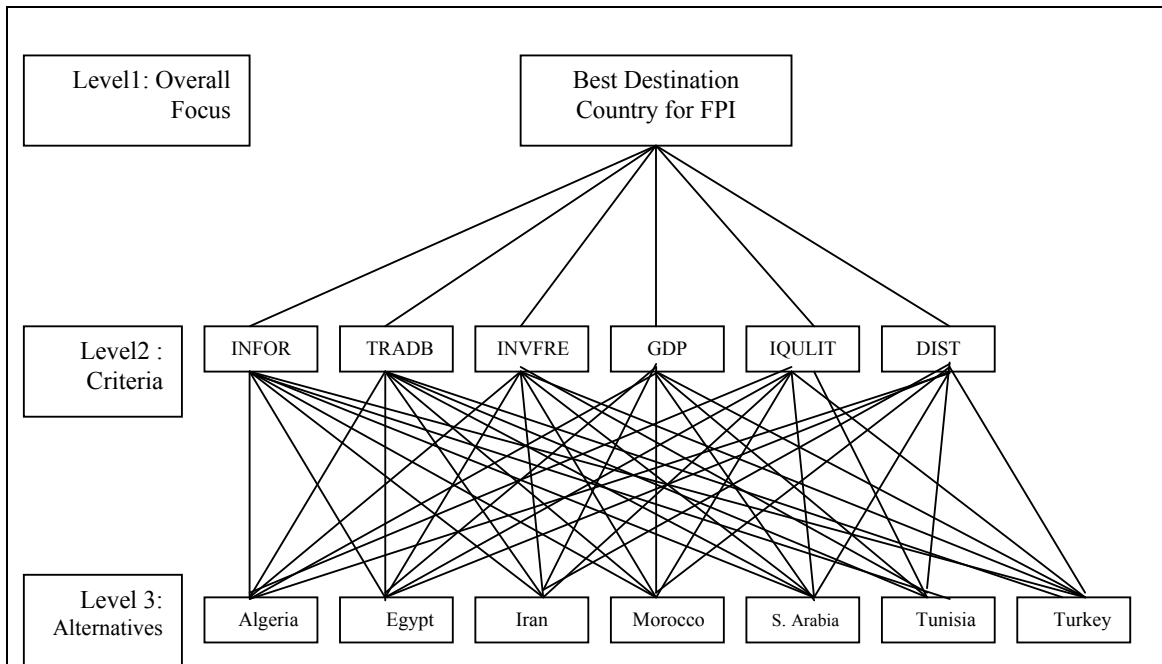 Level1: Overall
Focus
Best Destination
Country for FPI
Level2 :
Criteria
INFOR
TRADB
INVFRE
GDP
IQULIT
DIST
Level 3:
Alternatives
Algeria
Egypt
Iran
Morocco
S. Arabia
Tunisia
Turkey